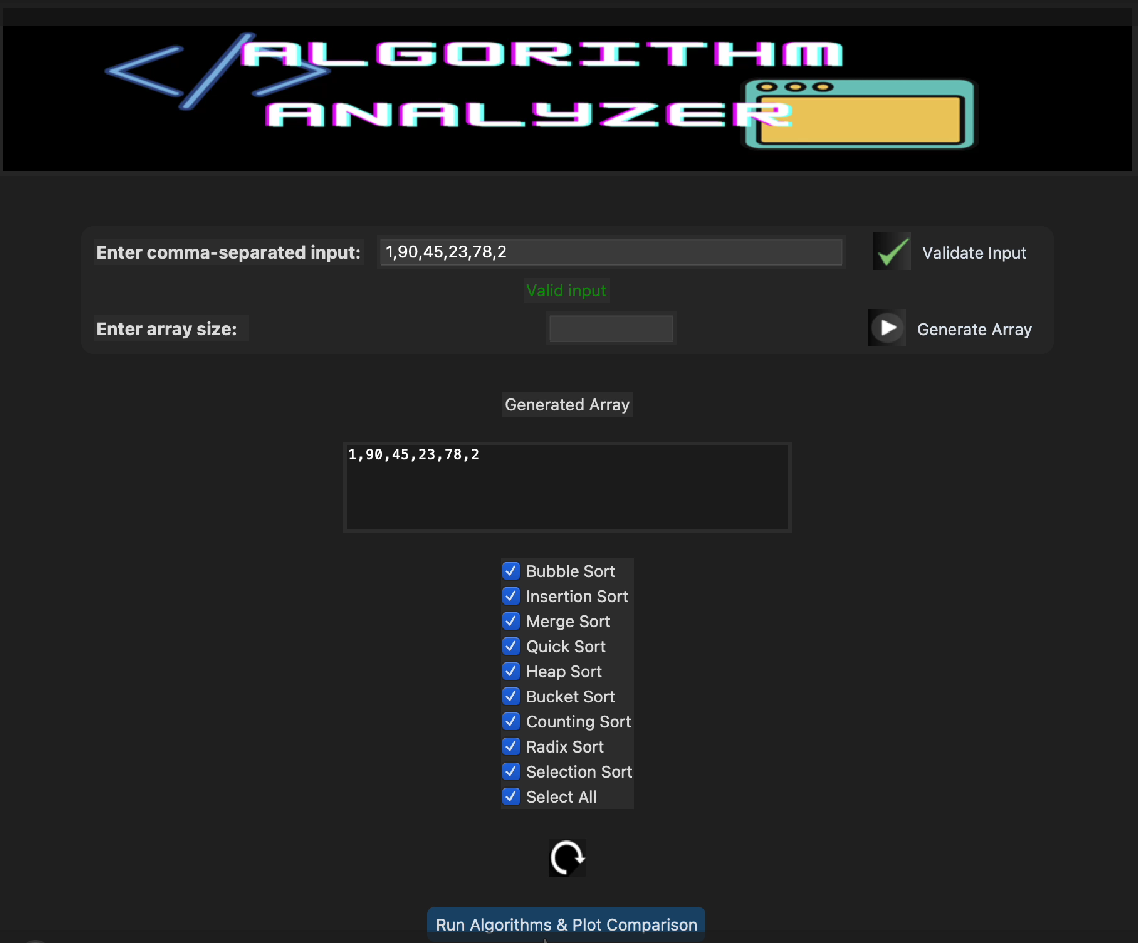 </> ALGORITHM
ANALYZER
Enter comma-separated input: 1,90,45,23,78,2 Validate Input
Valid input
Enter array size: Generate Array
Generated Array
1,90,45,23,78,2
Bubble Sort
Insertion Sort
Merge Sort
Quick Sort
Heap Sort
Bucket Sort
Counting Sort
Radix Sort
Selection Sort
Select All
Run Algorithms & Plot Comparison